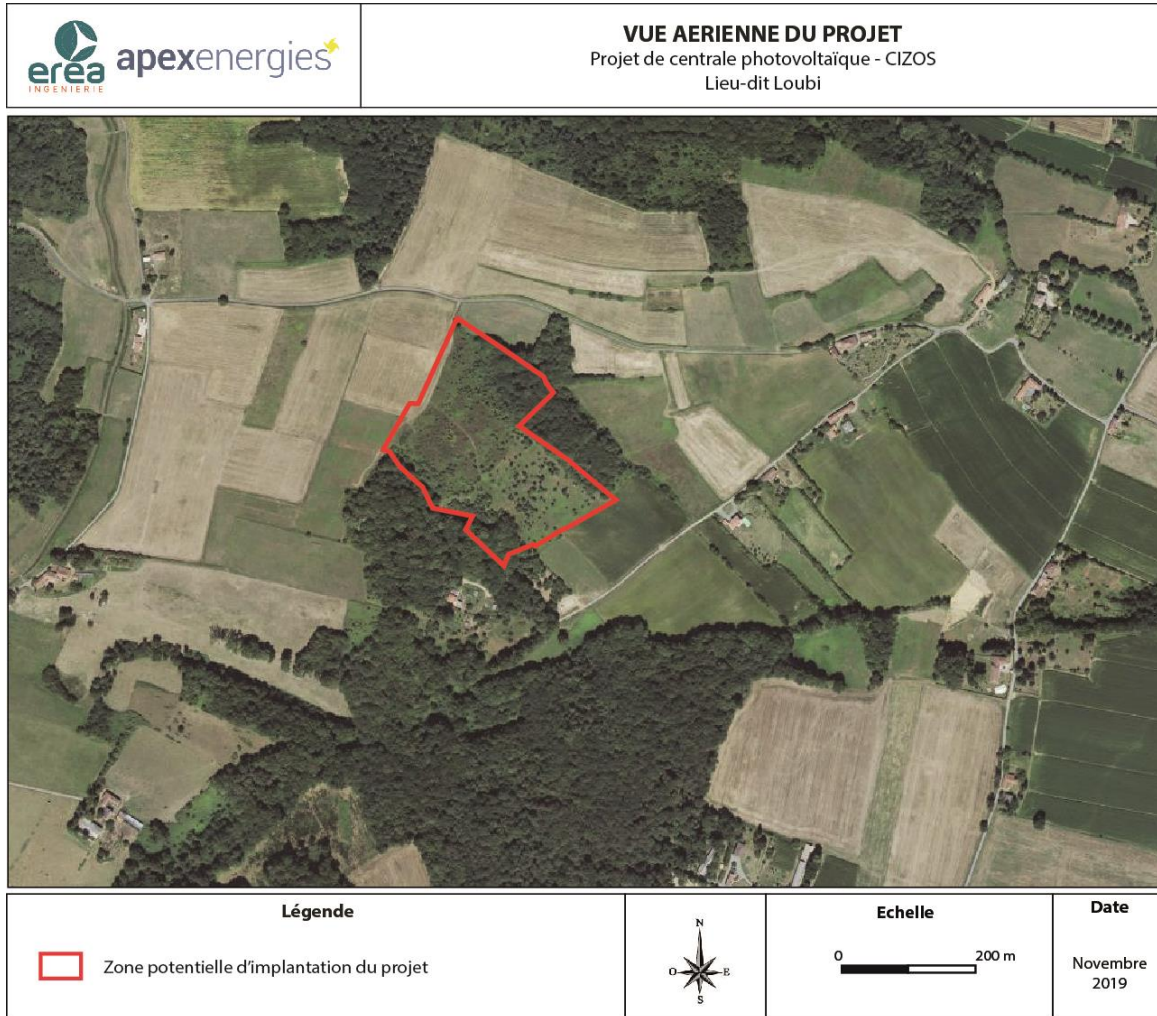 eréa
INGENIERIE
apexenergies
VUE AERIENNE DU PROJET
Projet de centrale photovoltaïque - CIZOS
Lieu-dit Loubi
Légende
Zone potentielle d'implantation du projet
N
O E
S
Echelle
0 200 m
Date
Novembre
2019